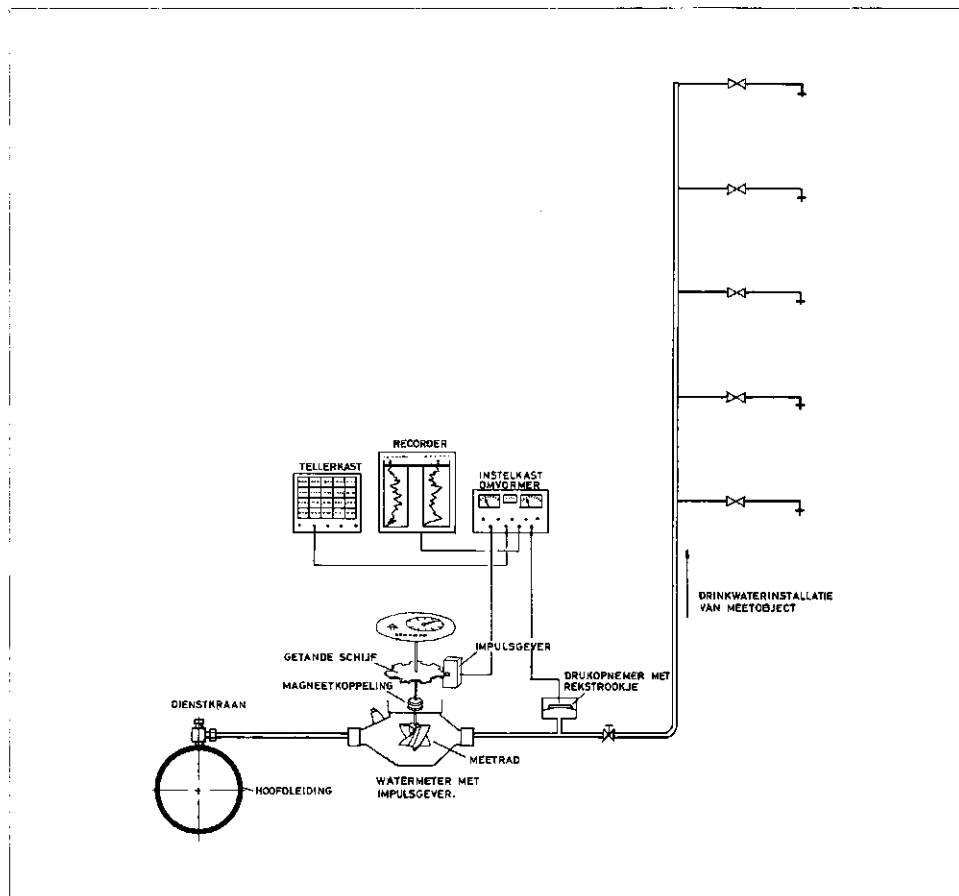 RECORDER
TELLERKAST
INSTELKAST
OMVORMER
DRINKWATERINSTALLATIE
VAN MEETOBJECT
IMPULSGEVER
GETANDE SCHIJF
DRUKOPNEMER MET
REKSTROOKJE
MAGNEETKOPPELING
DIENSTKRAAN
MEETRAD
HOOFDLEIDING
WATERMETER MET
IMPULSGEVER.